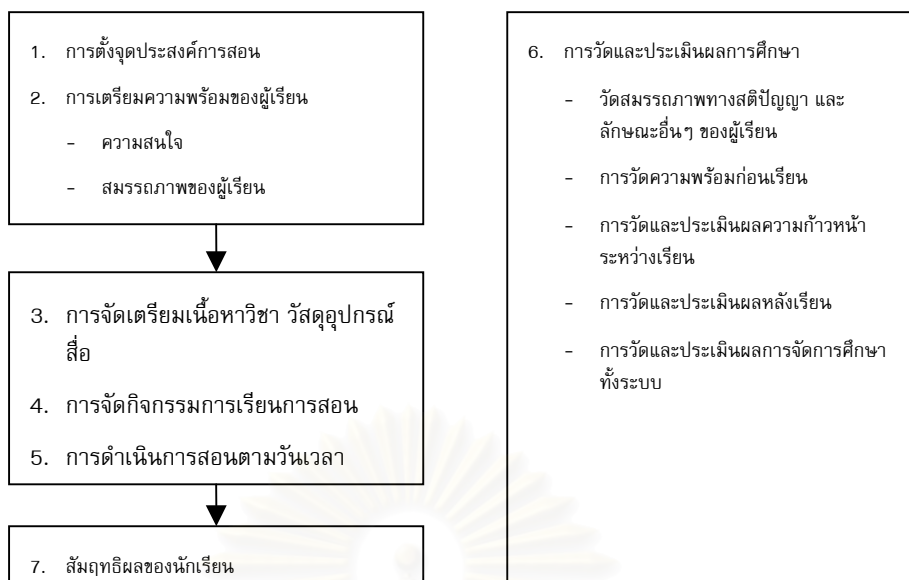 1. การตั้งจุดประสงค์การสอน
2. การเตรียมความพร้อมของผู้เรียน
- ความสนใจ
- สมรรถภาพของผู้เรียน
3. การจัดเตรียมเนื้อหาวิชา วัสดุอุปกรณ์
สื่อ
4. การจัดกิจกรรมการเรียนการสอน
5. การดำเนินการสอนตามวันเวลา
7. สัมฤทธิผลของนักเรียน
6. การวัดและประเมินผลการศึกษา
- วัดสมรรถภาพทางสติปัญญา และ
ลักษณะอื่นๆ ของผู้เรียน
- การวัดความพร้อมก่อนเรียน
- การวัดและประเมินผลความก้าวหน้า
ระหว่างเรียน
- การวัดและประเมินผลหลังเรียน
- การวัดและประเมินผลการจัดการศึกษา
ทั้งระบบ